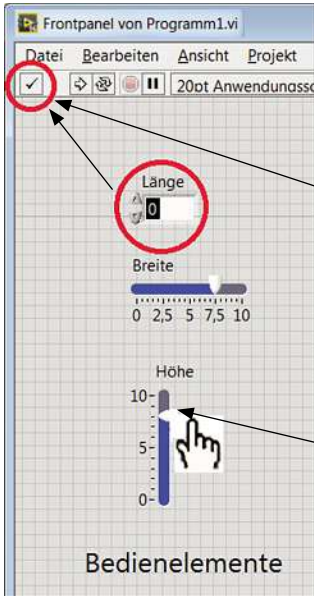 Frontpanel von Programm1.vi
Datei Bearbeiten Ansicht Projekt
20pt Anwendungssc
Länge
0
Breite
0 2,5 5 7,5 10
Höhe
10
5
0
Bedienelemente